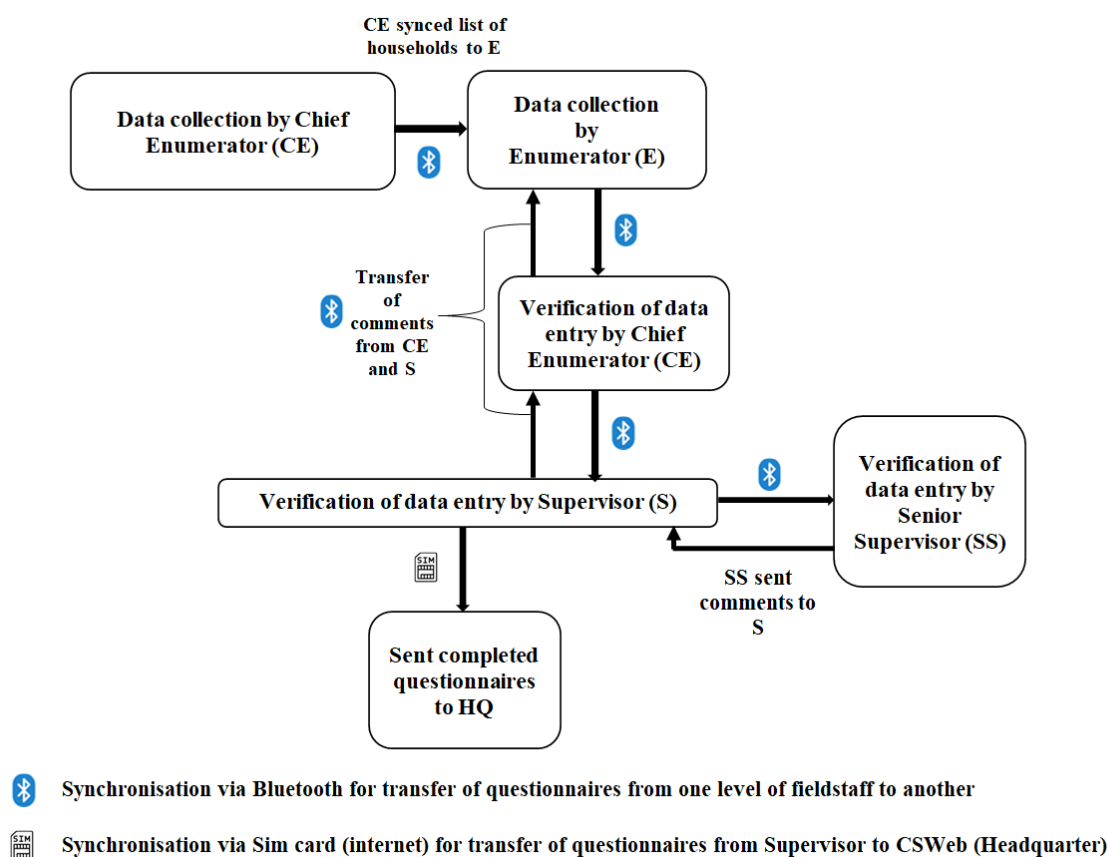 CE synced list of
households to E
Data collection by Chief
Enumerator (CE)
Data collection
by
Enumerator (E)
Transfer
of
comments
from CE
and S
Verification of data
entry by Chief
Enumerator (CE)
Verification of data entry by Supervisor (S)
Verification of
data entry by
Senior
Supervisor (SS)
SS sent
comments to
S
SIM
Sent completed
questionnaires
to HQ
Synchronisation via Bluetooth for transfer of questionnaires from one level of fieldstaff to another
SIM
Synchronisation via Sim card (internet) for transfer of questionnaires from Supervisor to CSWeb (Headquarter)